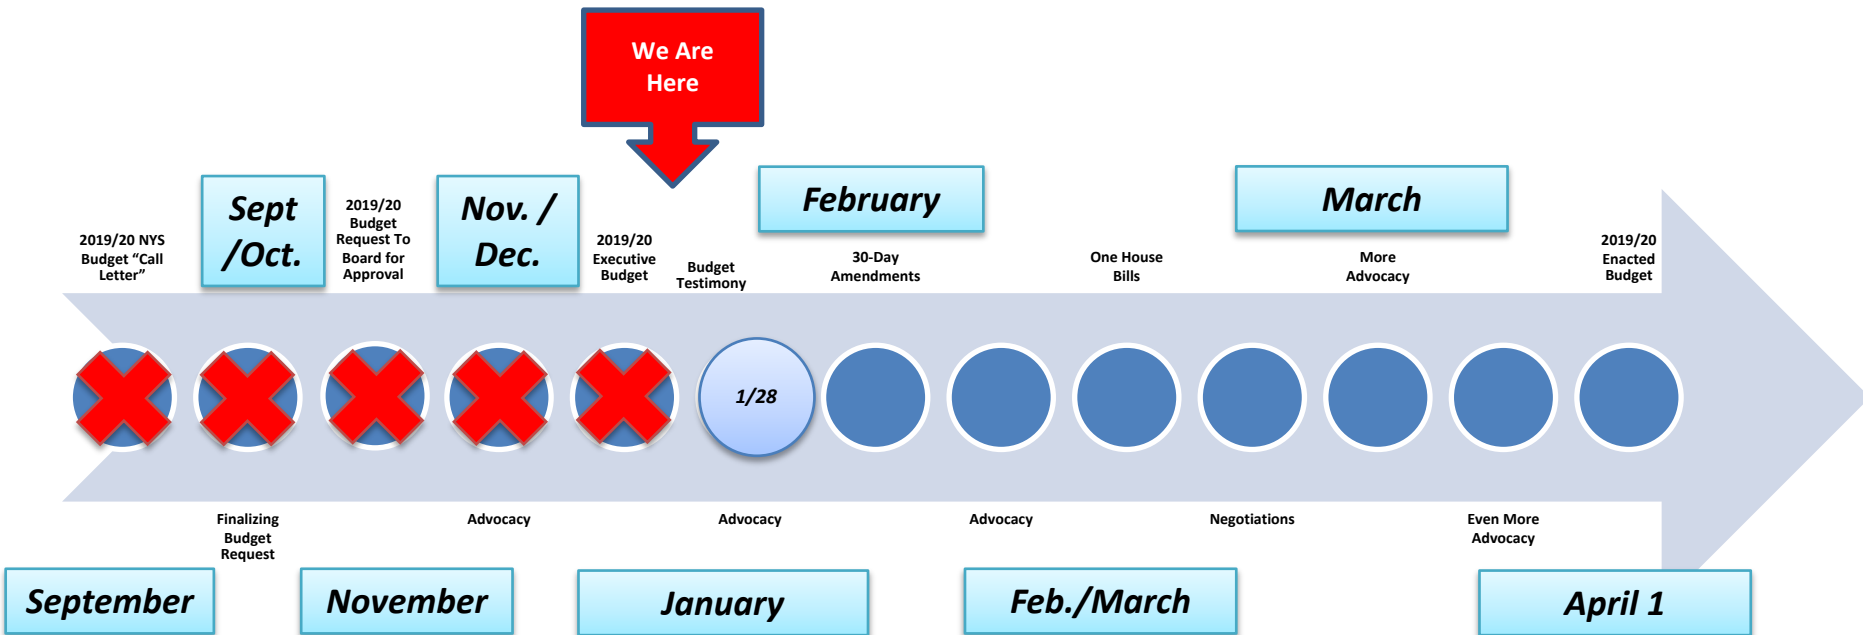 We Are
Here
Sept
/Oct.
Nov. /
Dec.
February
March
2019/20 NYS
Budget “Call
Letter”
2019/20
Budget
Request To
Board for
Approval
2019/20
Executive
Budget
Budget
Testimony
30-Day
Amendments
One House
Bills
More
Advocacy
2019/20
Enacted
Budget
1/28
Finalizing
Budget
Request
Advocacy
Advocacy
Advocacy
Negotiations
Even More
Advocacy
September
November
January
Feb./March
April 1